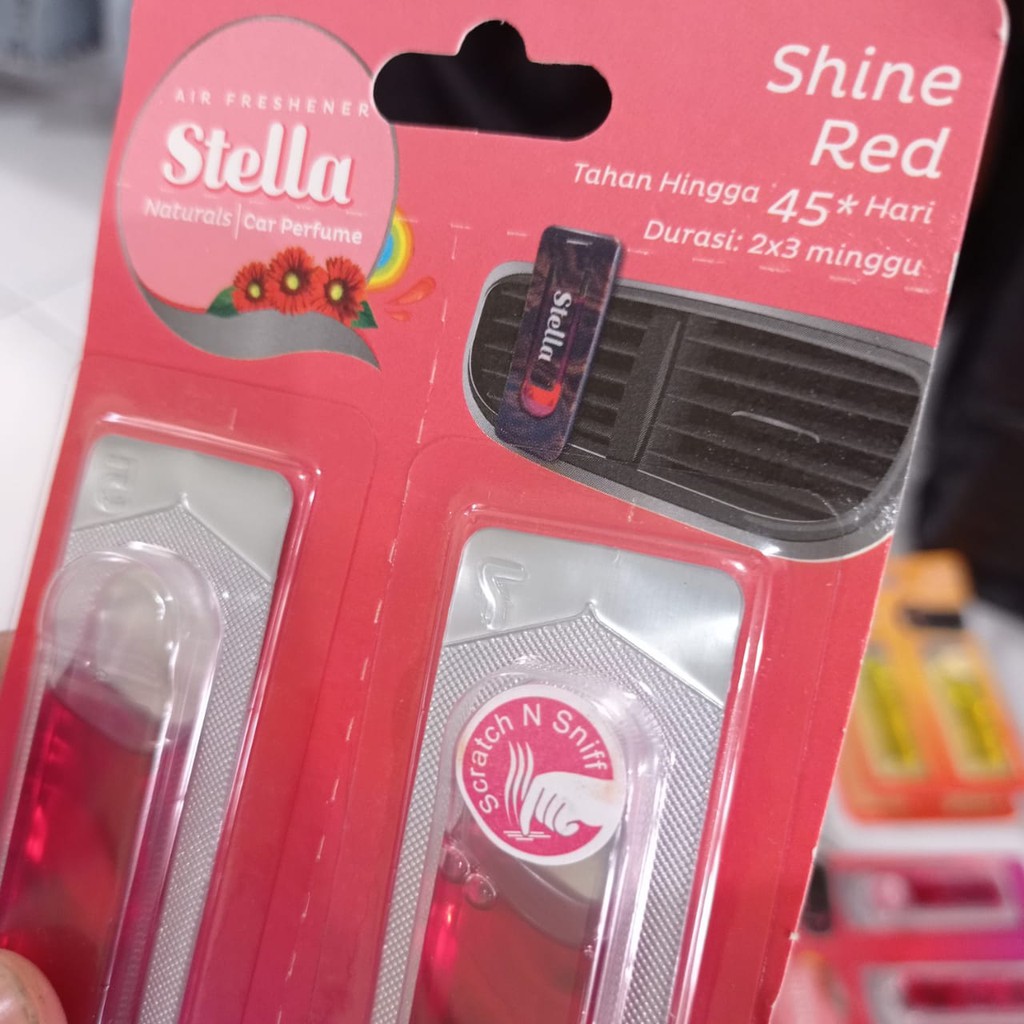 AIR FRESHENER
Stella
Naturals | Car Perfume
Shine
Red
Tahan Hingga 45* Hari
Durasi: 2x3 minggu
Stella
Scratch N Sniff